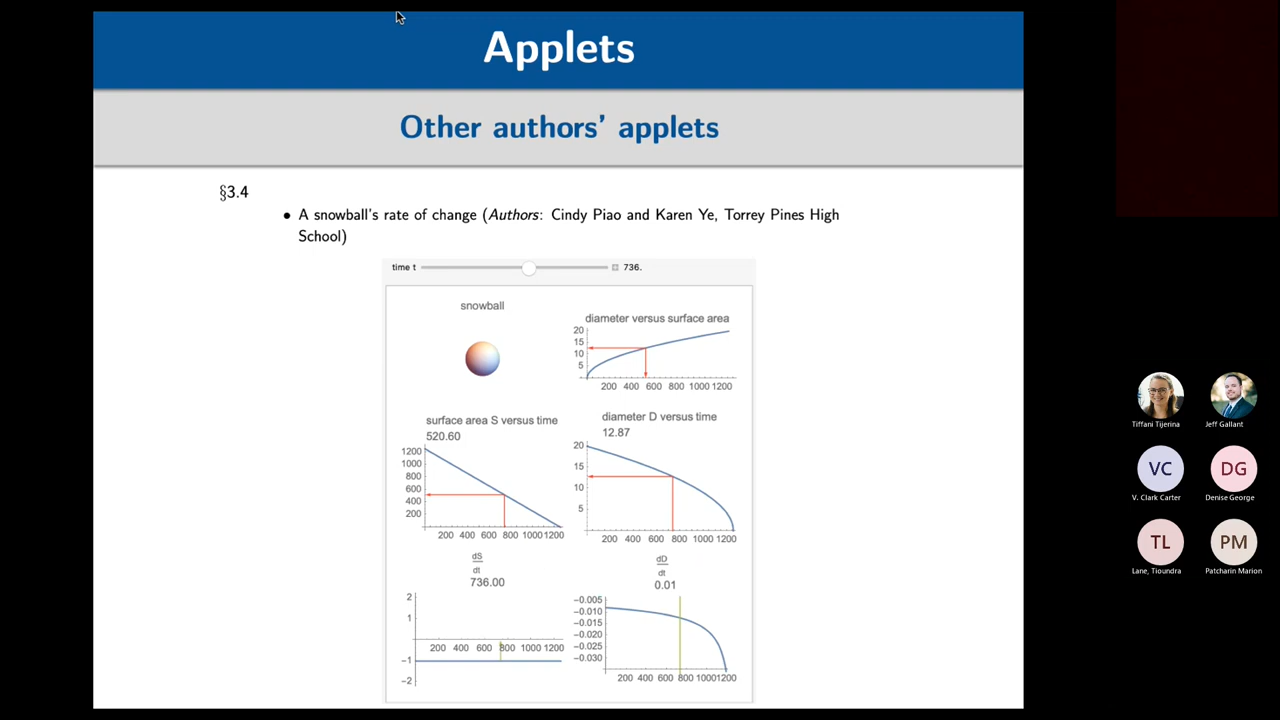 Applets
Other authors' applets
§3.4
• A snowball's rate of change (Authors: Cindy Piao and Karen Ye, Torrey Pines High
School)
time t 736.
snowball
diameter versus surface area
20
15
10
5
200 400 600 800 1000 1200
surface area S versus time
520.60
1200
1000
800
600
400
200
200 400 600 800 1000 1200
diameter D versus time
12.87
20
15
10
5
200 400 600 800 1000 1200
dS
dt
736.00
2
1
200 400 600 800 1000 1200
-1
-2
dD
dt
0.01
-0.005
-0.010
-0.015
-0.020
-0.025
-0.030
200 400 600 800 1000 1200
Tiffani Tijerina
Jeff Gallant
VC
DG
V. Clark Carter
Denise George
TL
PM
Lane, Tioundra
Patcharin Marion